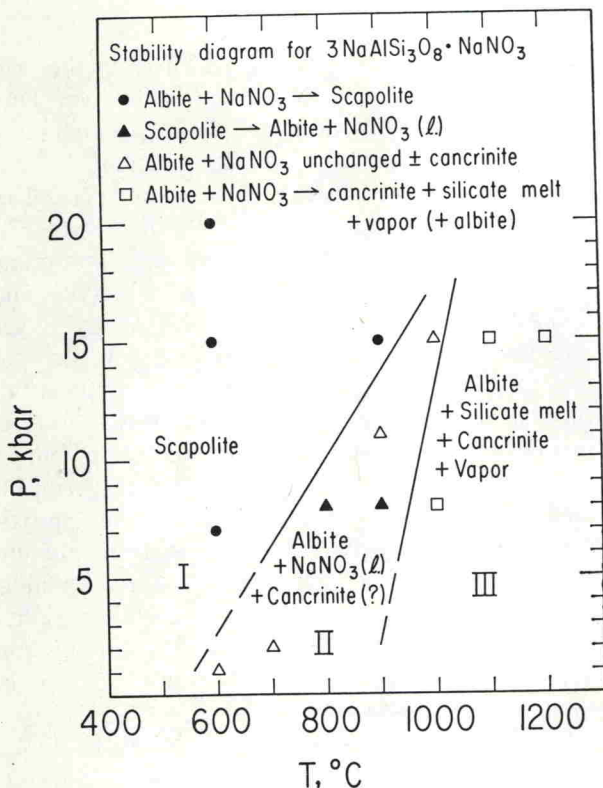 Stability diagram for 3NaAlSi₃O₈·NaNO₃
● Albite + NaNO₃ → Scapolite
▲ Scapolite → Albite + NaNO₃ (ℓ.)
△ Albite + NaNO₃ unchanged ± cancrinite
□ Albite + NaNO₃ → cancrinite + silicate melt
+ vapor (+ albite)
20
15
10
5
P, kbar
Scapolite
I
Albite
+ NaNO₃(ℓ.)
+ Cancrinite (?)
II
Albite
+ Silicate melt
+ Cancrinite
+ Vapor
III
400 600 800 1000 1200
T, °C